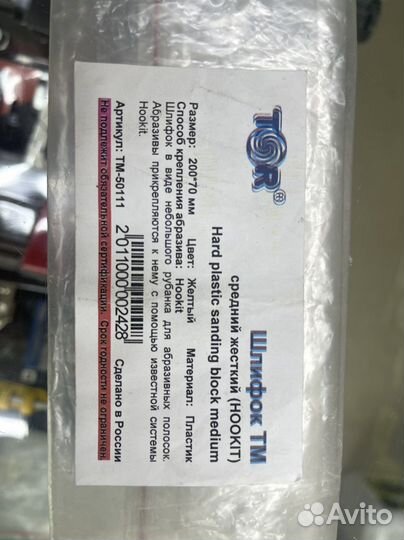 TOR®
Шлифок ТМ
средний жесткий (HOOKIT)
Hard plastic sanding block medium
Размер: 200*70 мм Цвет: Желтый Материал: Пластик
Способ крепления абразива: Hookit
Шлифок в виде небольшого рубанка для абразивных полосок.
Абразивы прикрепляются к нему с помощью известной системы
Hookit.
Артикул: ТМ-50111 2011000002428 Сделано в России
Не подлежит обязательной сертификации. Срок годности не ограничен.
Avito